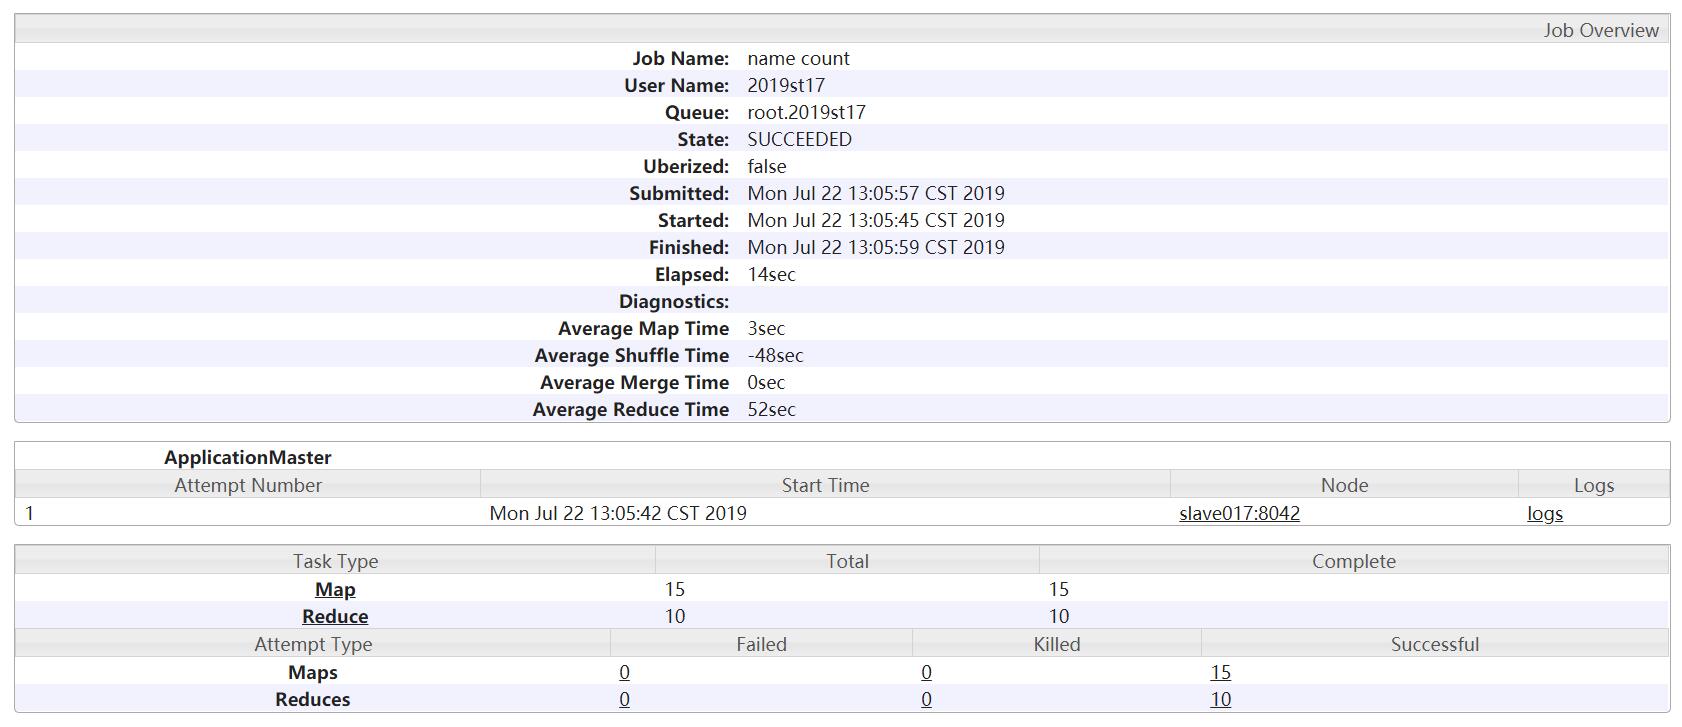 Job Overview
Job Name: name count
User Name: 2019st17
Queue: root.2019st17
State: SUCCEEDED
Uberized: false
Submitted: Mon Jul 22 13:05:57 CST 2019
Started: Mon Jul 22 13:05:45 CST 2019
Finished: Mon Jul 22 13:05:59 CST 2019
Elapsed: 14sec
Diagnostics:
Average Map Time 3sec
Average Shuffle Time -48sec
Average Merge Time 0sec
Average Reduce Time 52sec
ApplicationMaster
Attempt Number Start Time Node Logs
1 Mon Jul 22 13:05:42 CST 2019 slave017:8042 logs
Task Type Total Complete
Map 15 15
Reduce 10 10
Attempt Type Failed Killed Successful
Maps 0 0 15
Reduces 0 0 10